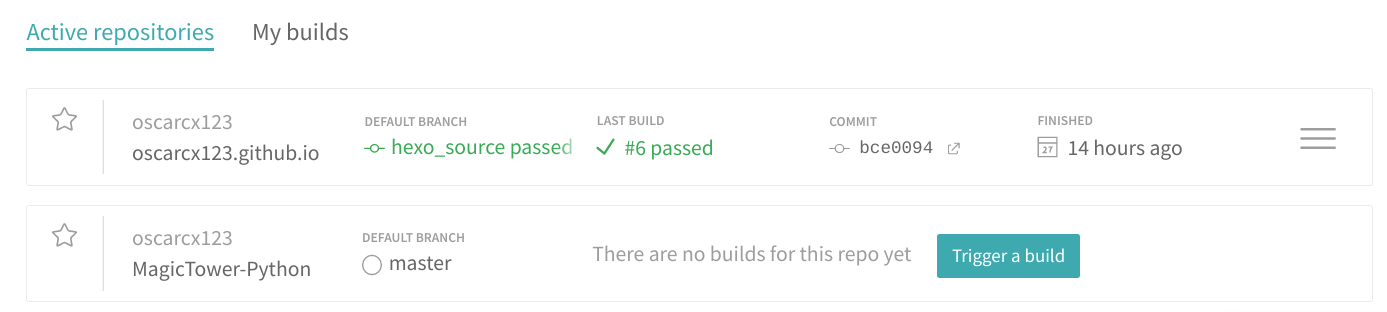 Active repositories My builds
oscarcx123
oscarcx123.github.io
DEFAULT BRANCH
hexo_source passed
LAST BUILD
#6 passed
COMMIT
bce0094
FINISHED
27 14 hours ago
oscarcx123
MagicTower-Python
DEFAULT BRANCH
master
There are no builds for this repo yet
Trigger a build